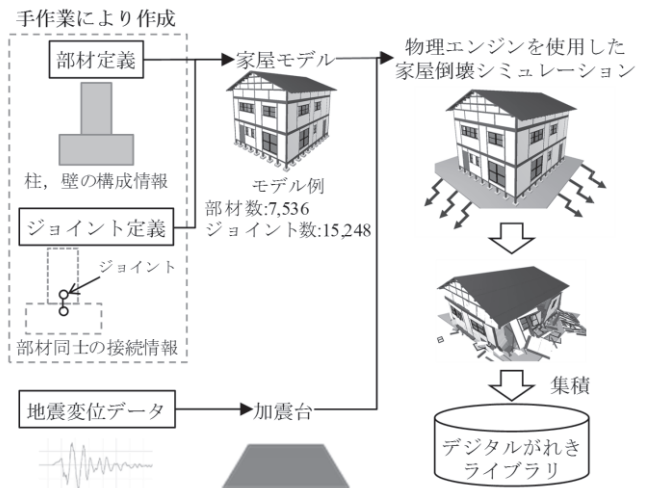 手作業により作成
部材定義
柱，壁の構成情報
ジョイント定義
ジョイント
部材同士の接続情報
家屋モデル
モデル例
部材数:7,536
ジョイント数:15,248
地震変位データ
加震台
物理エンジンを使用した
家屋倒壊シミュレーション
集積
デジタルがれき
ライブラリ